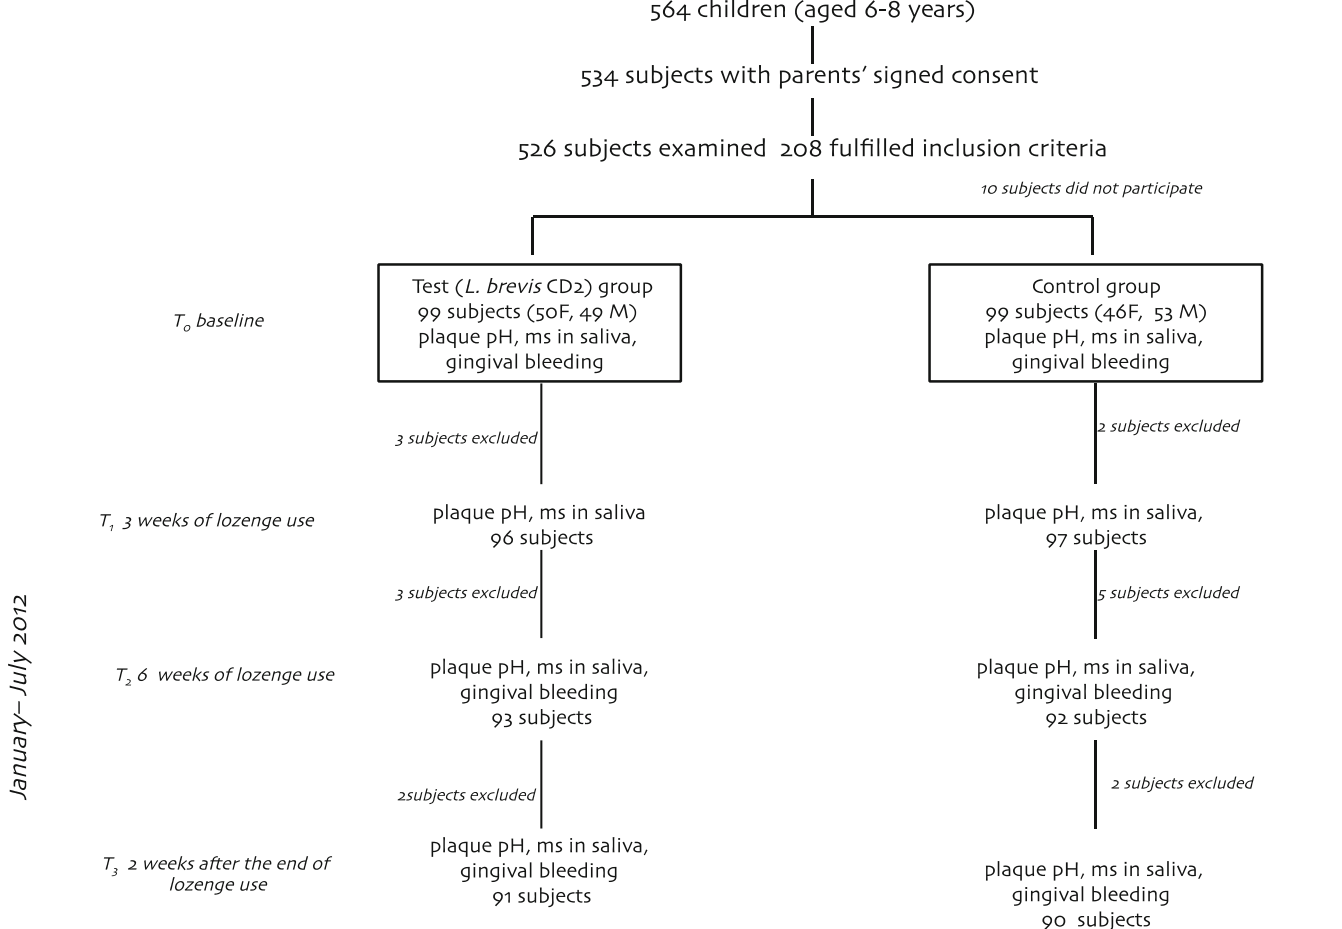 564 children (aged 6-8 years)
534 subjects with parents' signed consent
526 subjects examined 208 fulfilled inclusion criteria
10 subjects did not participate
Test (L. brevis CD2) group
99 subjects (50F, 49 M)
plaque pH, ms in saliva,
gingival bleeding
Control group
99 subjects (46F, 53 M)
plaque pH, ms in saliva,
gingival bleeding
T0 baseline
3 subjects excluded
2 subjects excluded
T1 3 weeks of lozenge use
plaque pH, ms in saliva
96 subjects
plaque pH, ms in saliva,
97 subjects
3 subjects excluded
5 subjects excluded
January– July 2012
T2 6 weeks of lozenge use
plaque pH, ms in saliva,
gingival bleeding
93 subjects
plaque pH, ms in saliva,
gingival bleeding
92 subjects
2subjects excluded
2 subjects excluded
T3 2 weeks after the end of
lozenge use
plaque pH, ms in saliva,
gingival bleeding
91 subjects
plaque pH, ms in saliva,
gingival bleeding
90 subjects